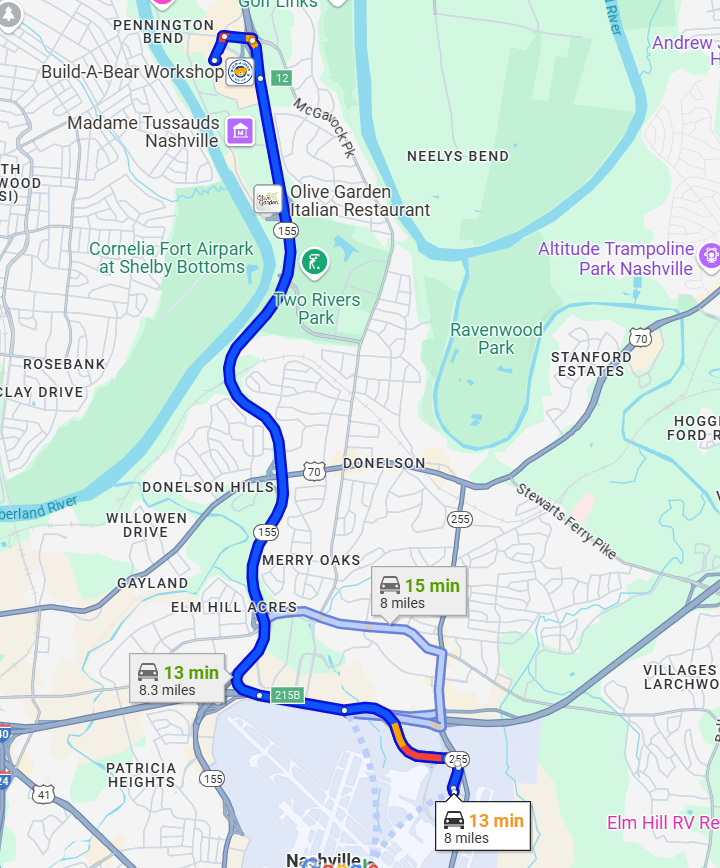 Golf Links
PENNINGTON
BEND
Build-A-Bear Workshop
12
McGavock Pk
Andrew J
H
Madame Tussauds
Nashville
NEELYS BEND
TH
WOOD
SI)
Olive Garden
Italian Restaurant
155
Cornelia Fort Airpark
at Shelby Bottoms
Altitude Trampoline
Park Nashville
Two Rivers
Park
Ravenwood
Park
70
STANFORD
ESTATES
ROSEBANK
CLAY DRIVE
HOGGI
FORD R
70
DONELSON
DONELSON HILLS
berland River
River
WILLOWEN
DRIVE
255
Stewarts Ferry Pike
155
MERRY OAKS
GAYLAND
15 min
8 miles
ELM HILL ACRES
13 min
8.3 miles
215B
VILLAGES
LARCHWO
40
24
255
PATRICIA
HEIGHTS
155
41
13 min
8 miles
Elm Hill RV Re
Nashville